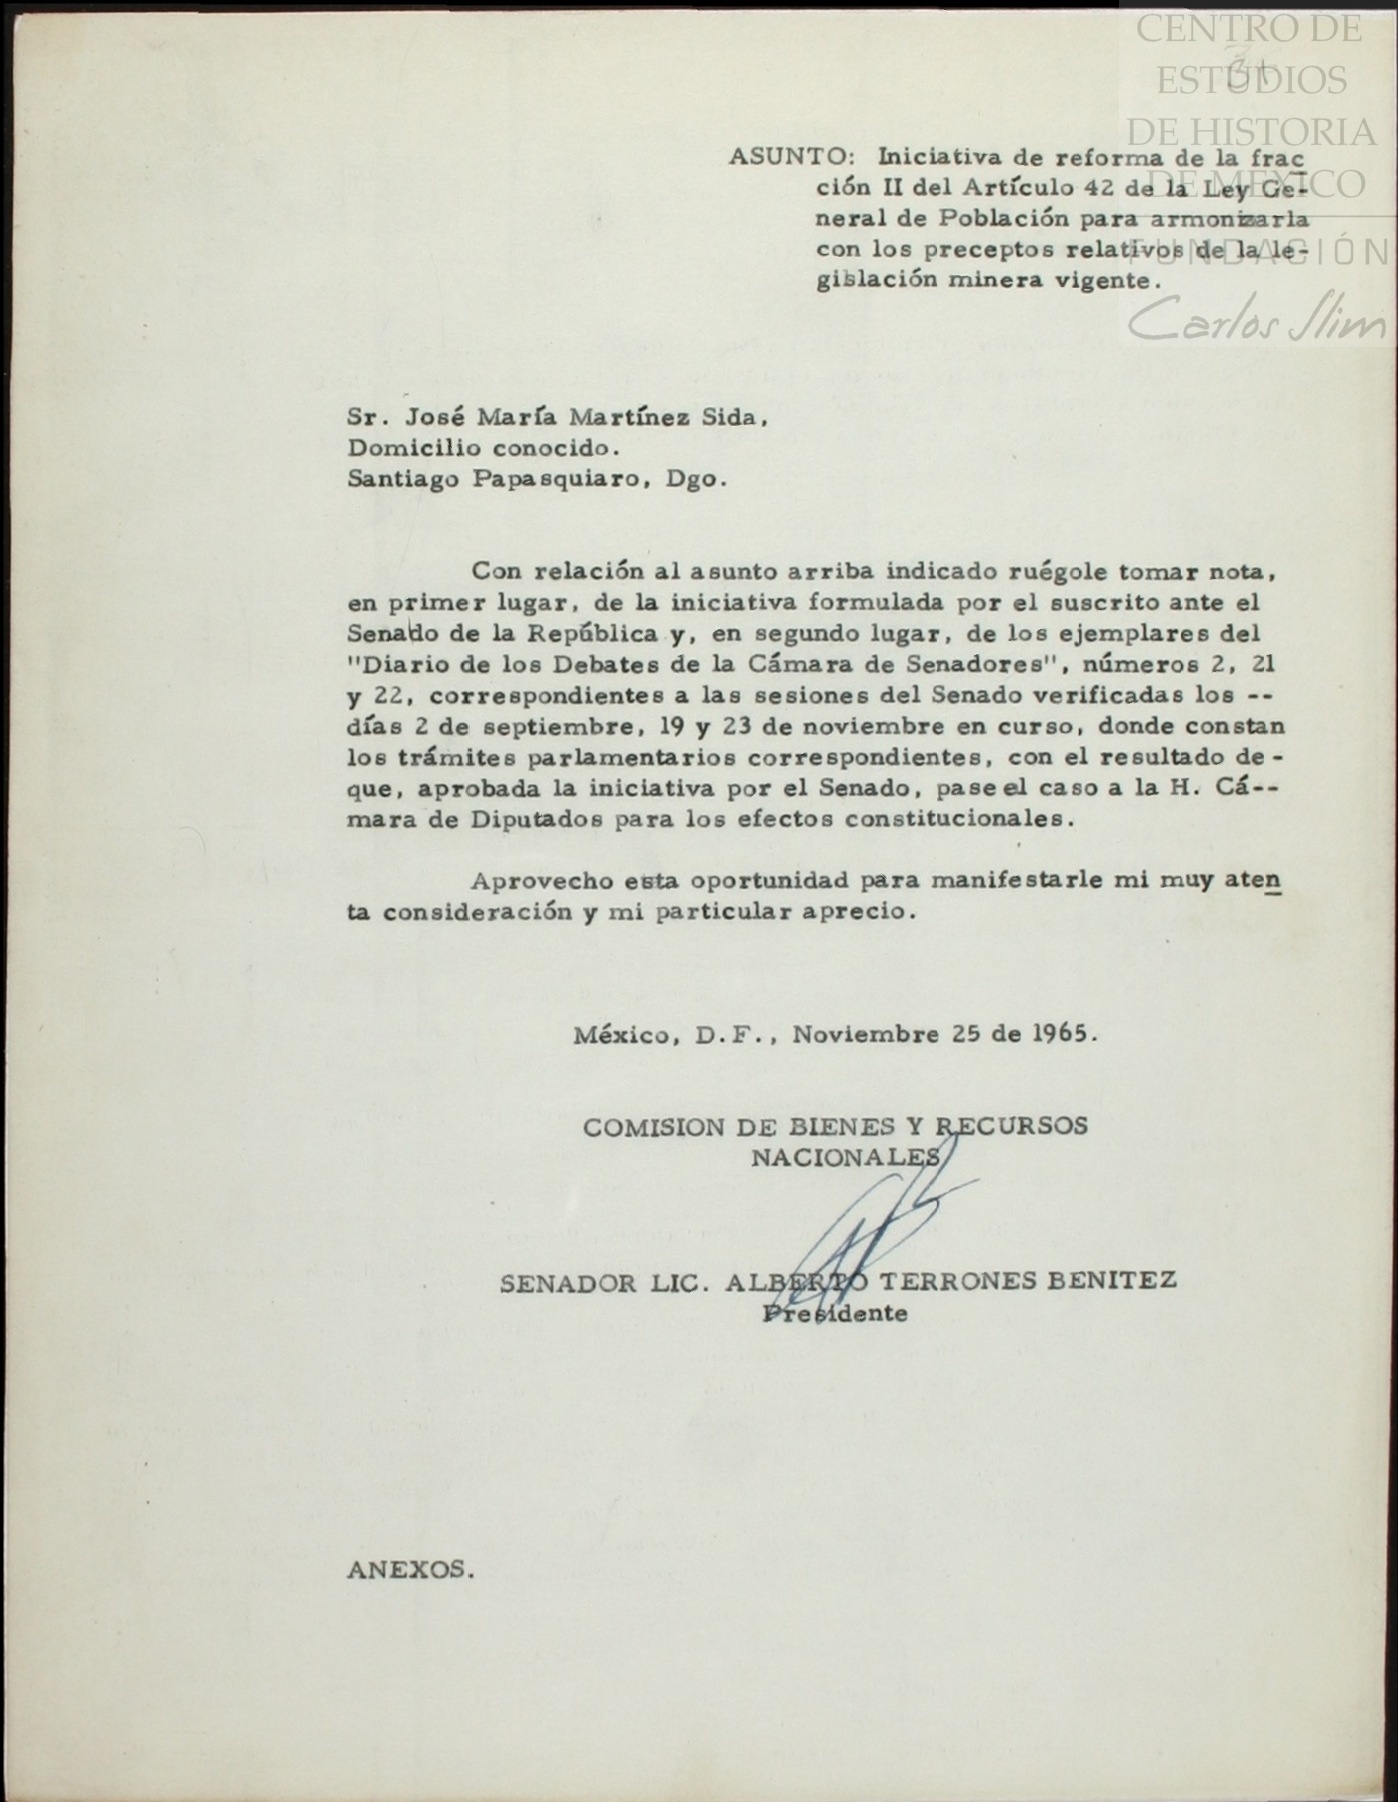 CENTRO DE
ESTUDIOS
DE HISTORIA
DE MÉXICO
FUNDACIÓN
Carlos Slim
ASUNTO: Iniciativa de reforma de la frac
ción II del Artículo 42 de la Ley Ge-
neral de Población para armonizarla
con los preceptos relativos de la le-
gislación minera vigente.
Sr. José María Martínez Sida,
Domicilio conocido.
Santiago Papasquiaro, Dgo.
Con relación al asunto arriba indicado ruégole tomar nota,
en primer lugar, de la iniciativa formulada por el suscrito ante el
Senado de la República y, en segundo lugar, de los ejemplares del
"Diario de los Debates de la Cámara de Senadores", números 2, 21
y 22, correspondientes a las sesiones del Senado verificadas los --
días 2 de septiembre, 19 y 23 de noviembre en curso, donde constan
los trámites parlamentarios correspondientes, con el resultado de -
que, aprobada la iniciativa por el Senado, pase el caso a la H. Cá--
mara de Diputados para los efectos constitucionales.
Aprovecho esta oportunidad para manifestarle mi muy aten
ta consideración y mi particular aprecio.
México, D.F., Noviembre 25 de 1965.
COMISION DE BIENES Y RECURSOS
NACIONALES
SENADOR LIC. ALBERTO TERRONES BENITEZ
Presidente
ANEXOS.